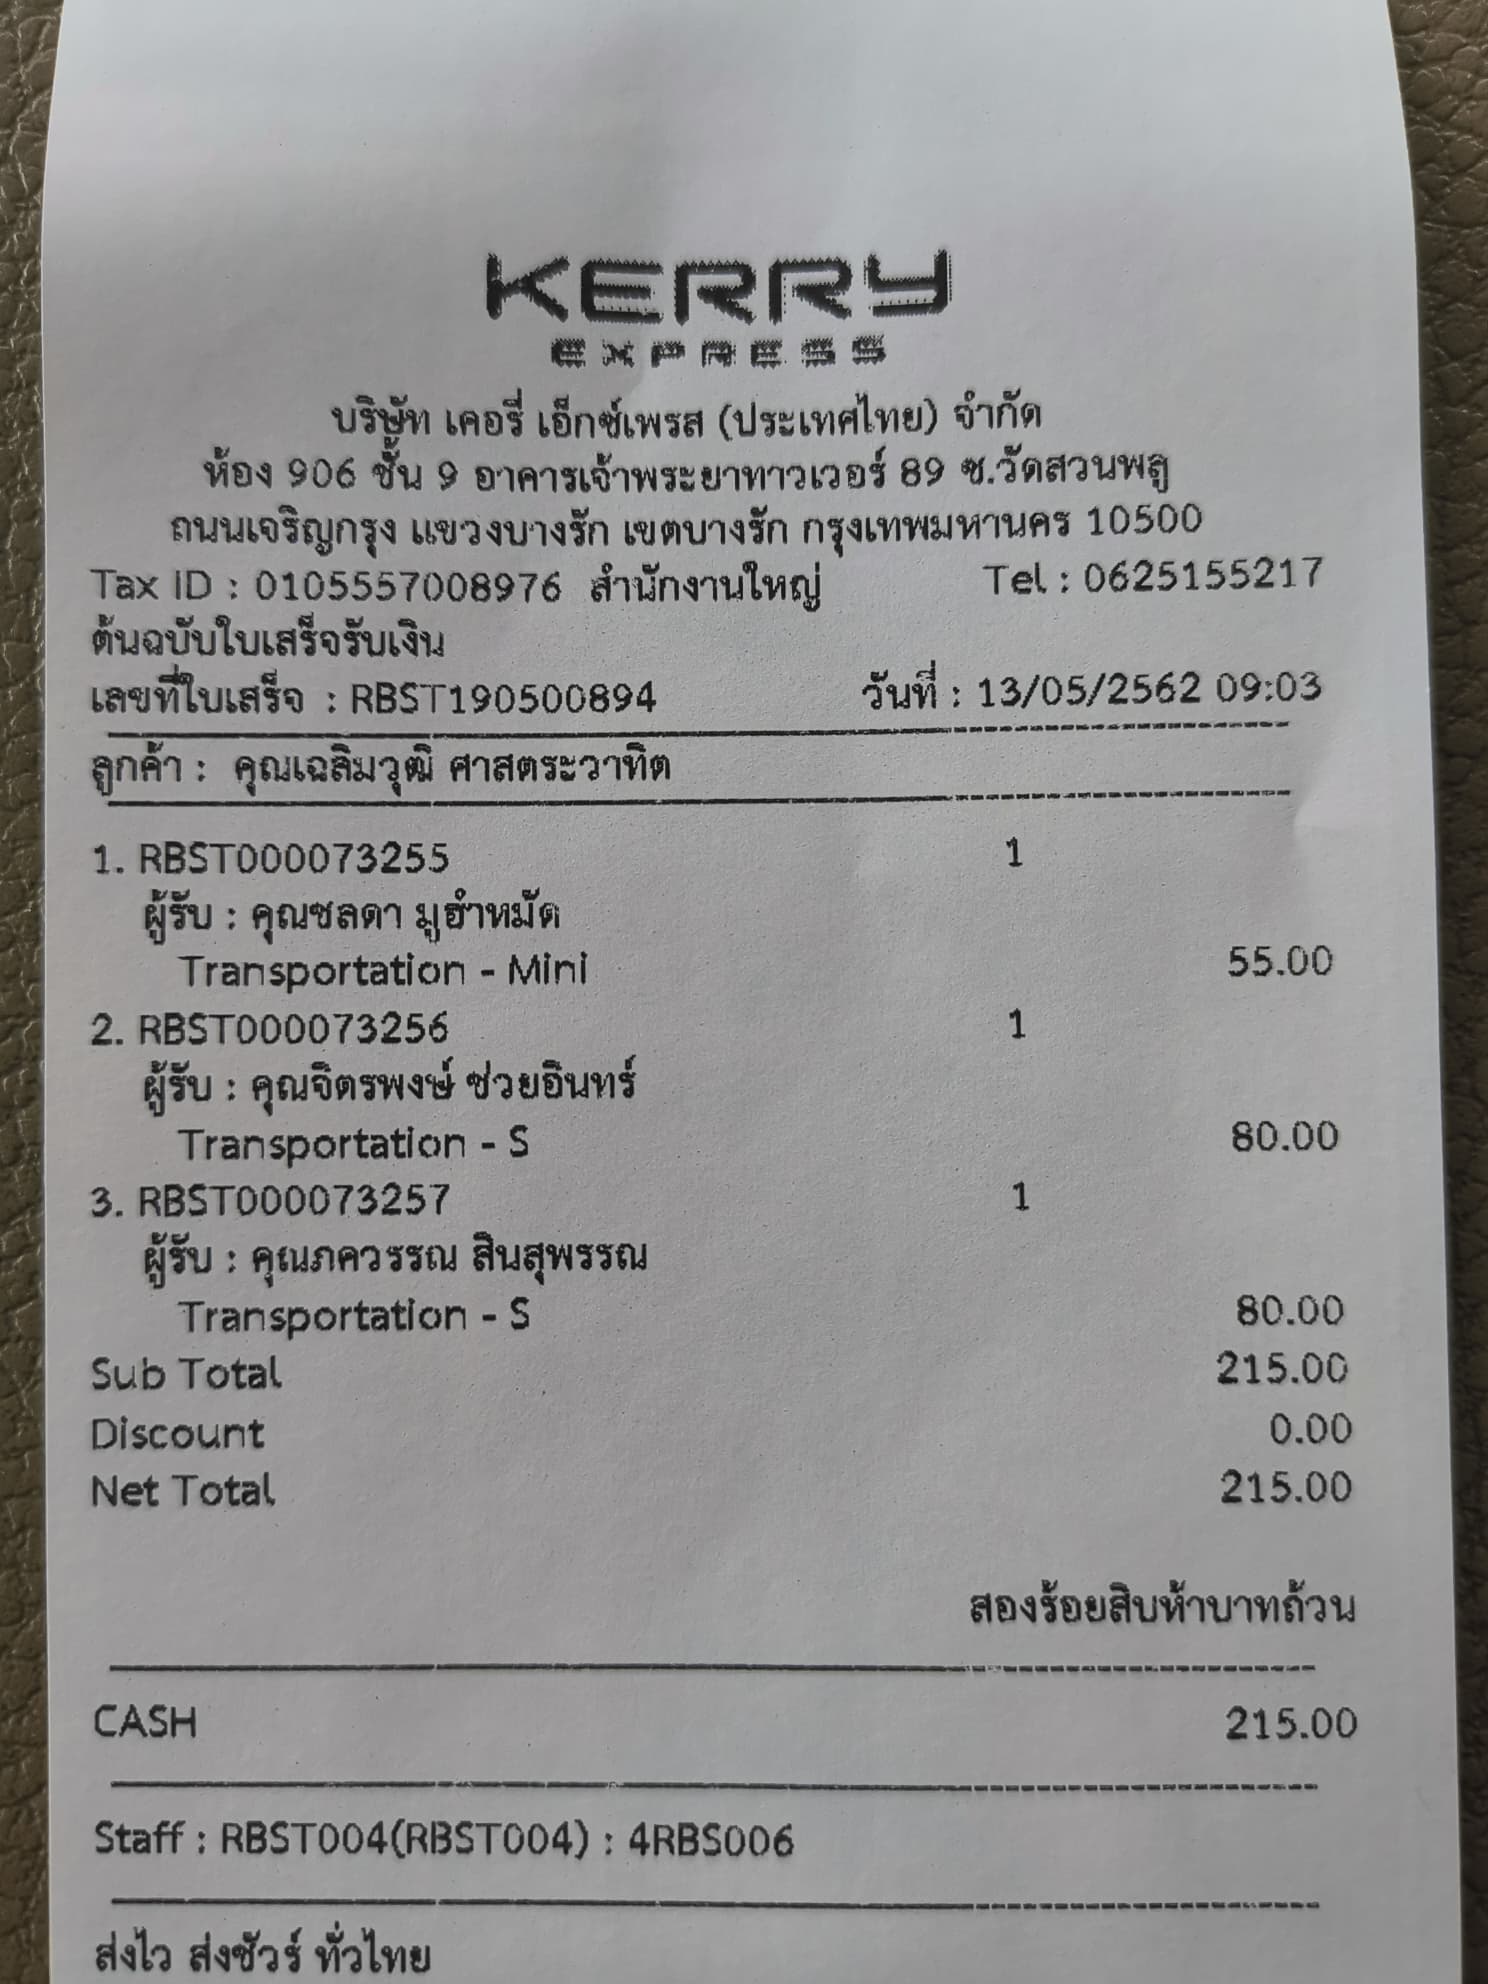 KERRY
EXPRESS
บริษัท เคอรี่ เอ็กซ์เพรส (ประเทศไทย) จำกัด
ห้อง 906 ชั้น 9 อาคารเจ้าพระยาทาวเวอร์ 89 ซ.วัดสวนพลู
ถนนเจริญกรุง แขวงบางรัก เขตบางรัก กรุงเทพมหานคร 10500
Tax ID : 0105557008976 สำนักงานใหญ่ Tel : 0625155217
ต้นฉบับใบเสร็จรับเงิน
เลขที่ใบเสร็จ : RBST190500894 วันที่ : 13/05/2562 09:03
ลูกค้า : คุณเฉลิมวุฒิ ศาสตระวาทิต
1. RBST000073255 1
ผู้รับ : คุณชลดา มูฮำหมัด
Transportation - Mini 55.00
2. RBST000073256 1
ผู้รับ : คุณจิตรพงษ์ ช่วยอินทร์
Transportation - S 80.00
3. RBST000073257 1
ผู้รับ : คุณภควรรณ สินสุพรรณ
Transportation - S 80.00
Sub Total 215.00
Discount 0.00
Net Total 215.00
สองร้อยสิบห้าบาทถ้วน
CASH 215.00
Staff : RBST004(RBST004) : 4RBS006
ส่งไว ส่งชัวร์ ทั่วไทย